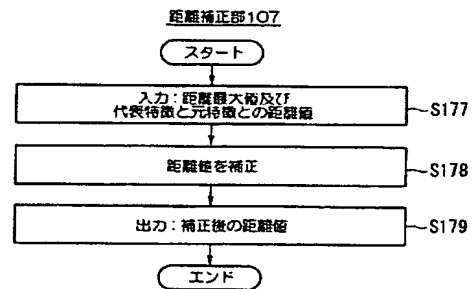 距離補正部107
スタート
入力：距離最大値及び
代表特徴と元特徴との距離値
S177
距離値を補正
S178
出力：補正後の距離値
S179
エンド